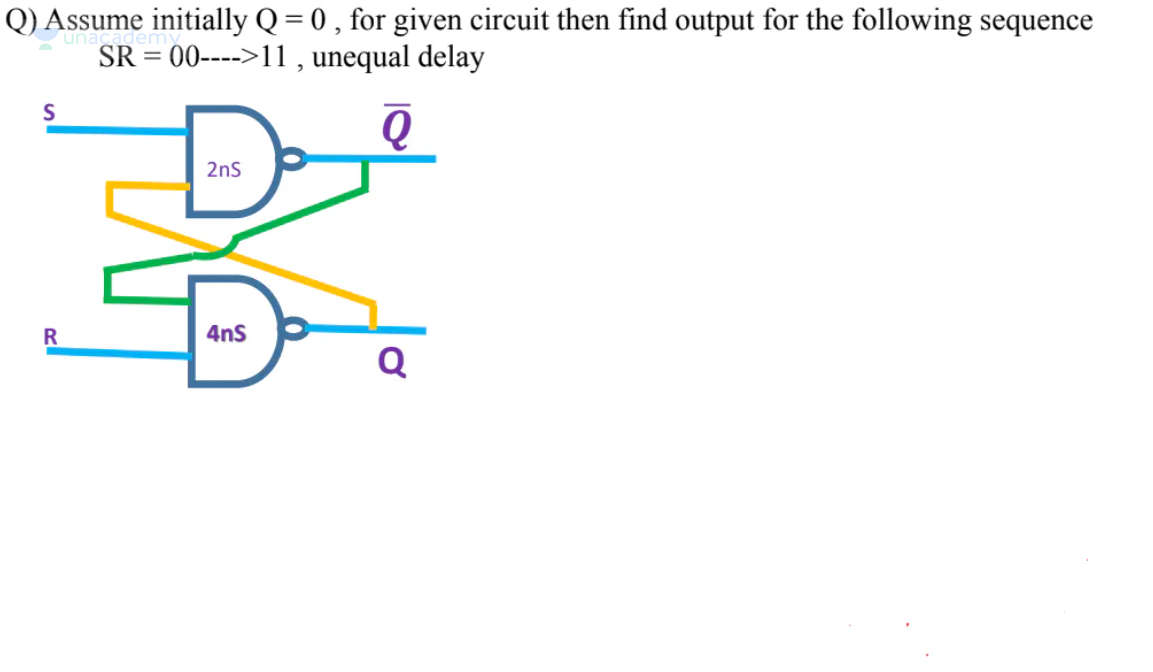 Q) Assume initially Q = 0 , for given circuit then find output for the following sequence
unacademy
SR = 00---->11 , unequal delay
S
Q̅
2nS
R
4nS
Q